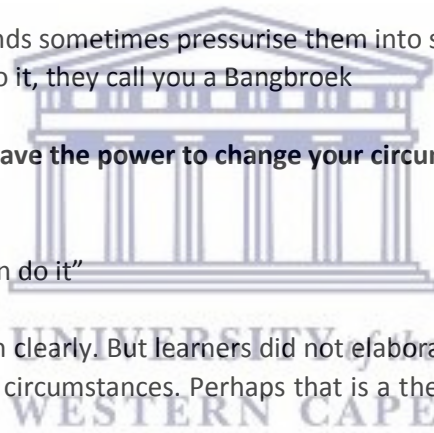 nds sometimes pressurise them into s
o it, they call you a Bangbroek
ave the power to change your circum
n do it”
UNIVERSITY of the
n clearly. But learners did not elabora
circumstances. Perhaps that is a the
WESTERN CAPE